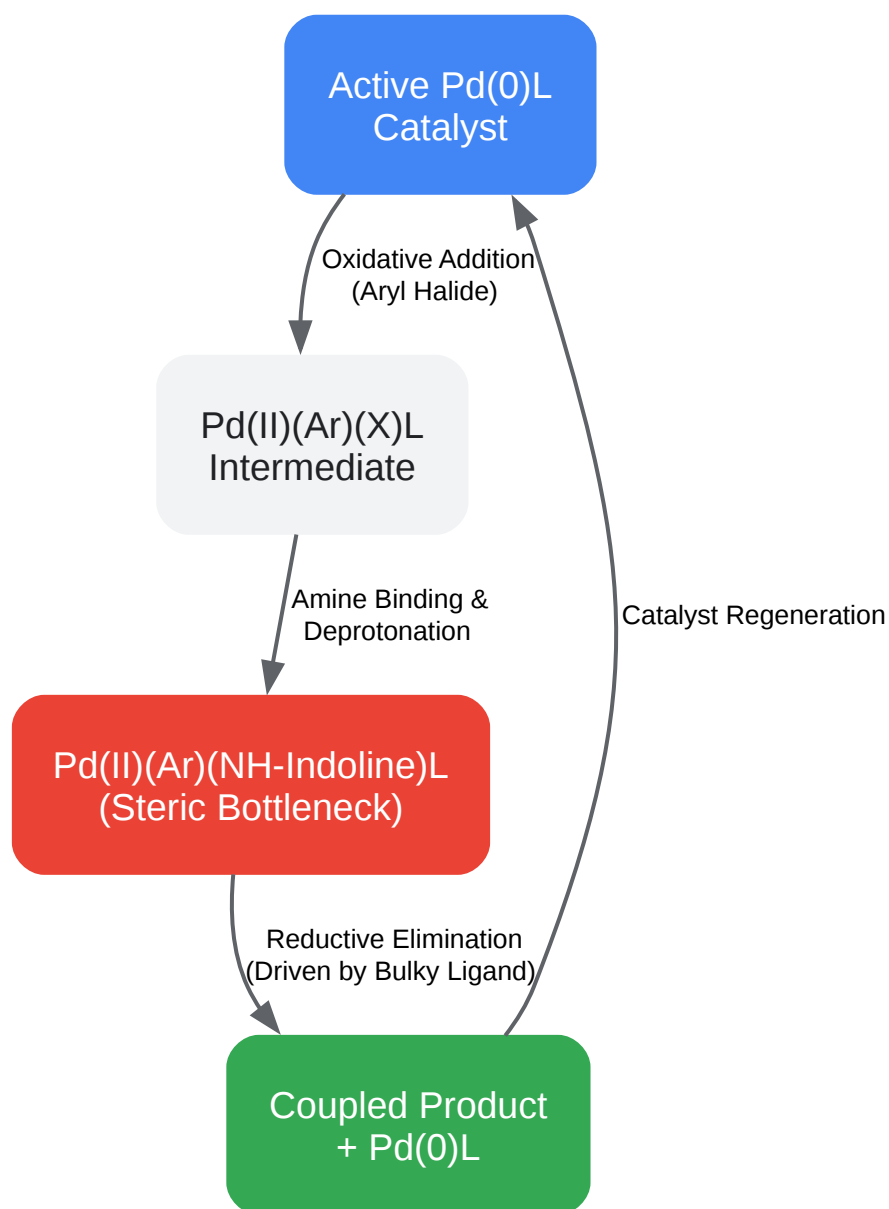 Active Pd(0)L
Catalyst
Oxidative Addition
(Aryl Halide)
Pd(II)(Ar)(X)L
Intermediate
Amine Binding &
Deprotonation
Catalyst Regeneration
Pd(II)(Ar)(NH-Indoline)L
(Steric Bottleneck)
Reductive Elimination
(Driven by Bulky Ligand)
Coupled Product
+ Pd(0)L